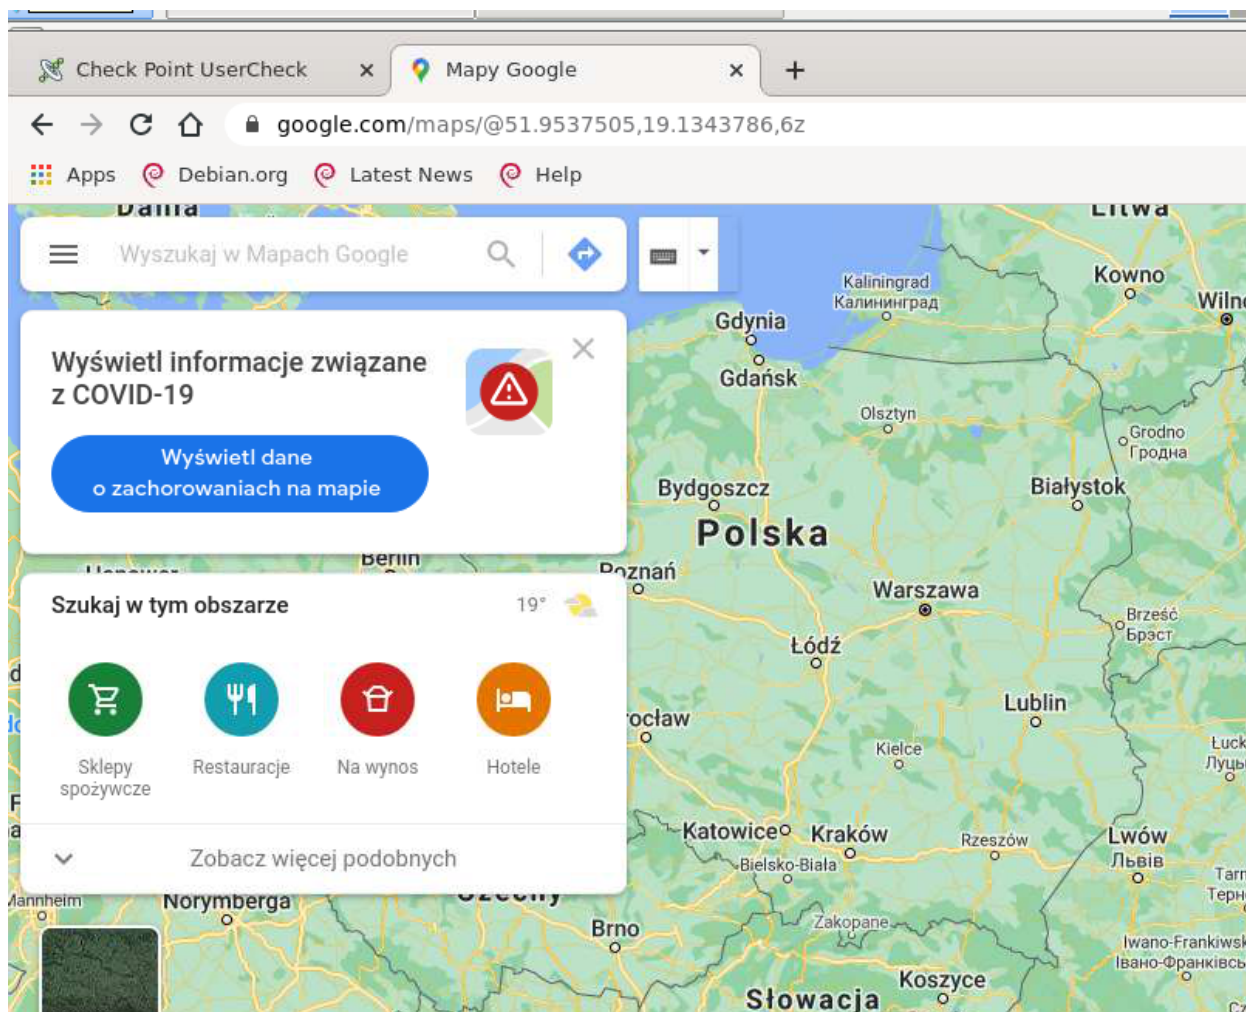 Check Point UserCheck
Mapy Google
google.com/maps/@51.9537505,19.1343786,6z
Apps
Debian.org
Latest News
Help
Dania
Litwa
Wyszukaj w Mapach Google
Kaliningrad
Калининград
Kowno
Gdynia
Wyświetl informacje związane
z COVID-19
Gdańsk
Olsztyn
Grodno
Гродна
Wyświetl dane
o zachorowaniach na mapie
Bydgoszcz
Białystok
Polska
Berlin
Poznań
Warszawa
Szukaj w tym obszarze
19°
Brześć
Брэст
Łódź
Lublin
Kielce
Sklepy
spożywcze
Restauracje
Na wynos
Hotele
Katowice
Kraków
Rzeszów
Lwów
Львів
Bielsko-Biała
Zobacz więcej podobnych
Mannheim
Norymberga
Czechy
Brno
Zakopane
Koszyce
Słowacja